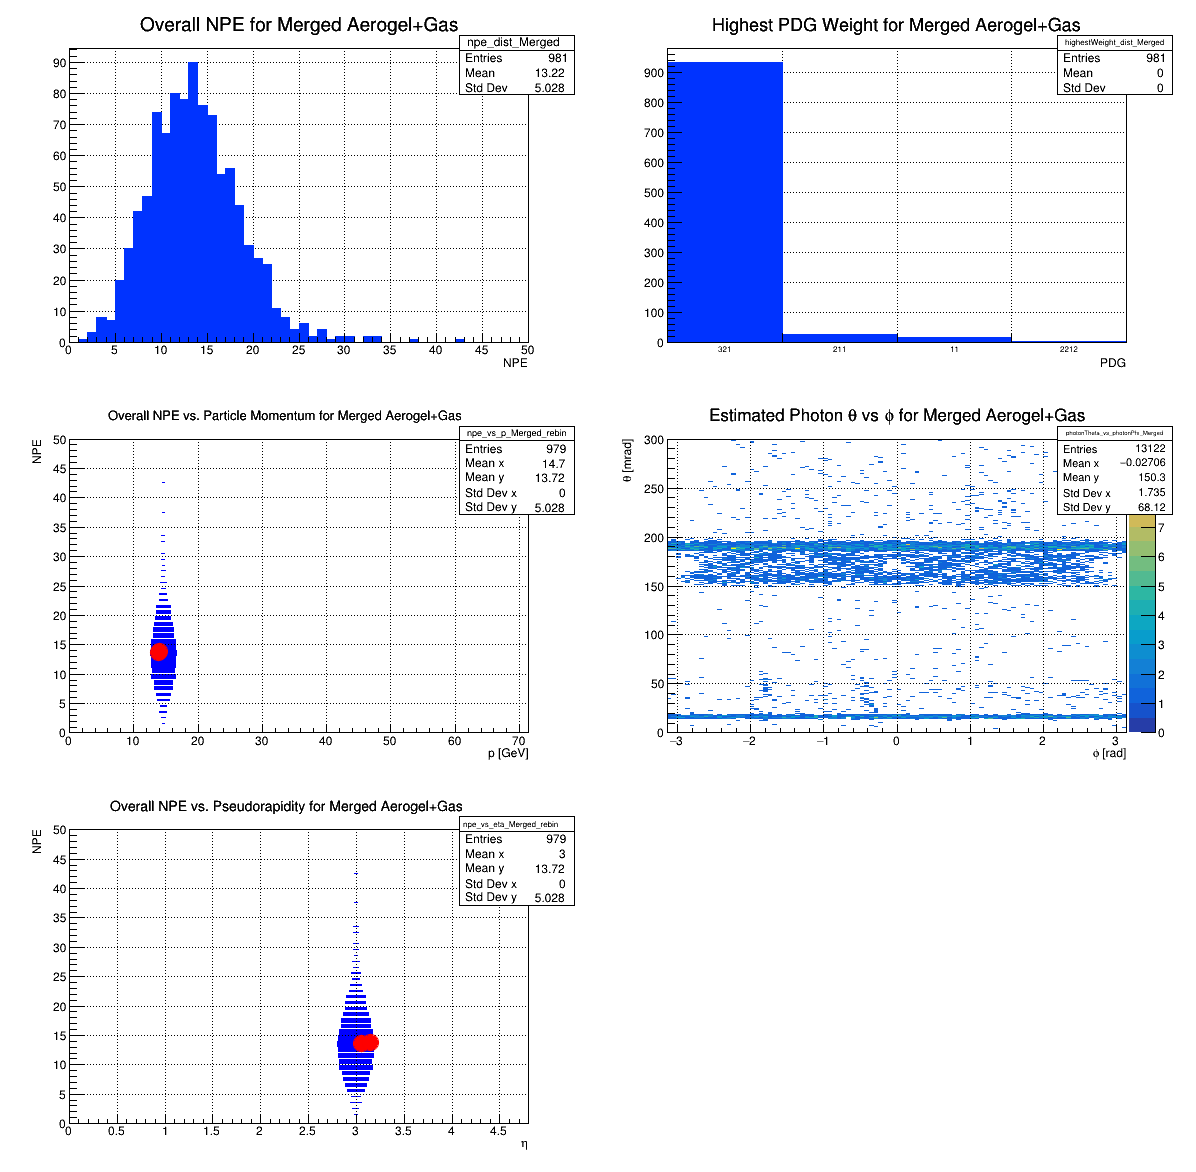 Overall NPE for Merged Aerogel+Gas
npe_dist_Merged
Entries 981
Mean 13.22
Std Dev 5.028
90
80
70
60
50
40
30
20
10
0
0 5 10 15 20 25 30 35 40 45 50
NPE
Highest PDG Weight for Merged Aerogel+Gas
highestWeight_dist_Merged
Entries 981
Mean 0
Std Dev 0
900
800
700
600
500
400
300
200
100
0
321 211 11 2212
PDG
Overall NPE vs. Particle Momentum for Merged Aerogel+Gas
npe_vs_p_Merged_rebin
Entries 979
Mean x 14.7
Mean y 13.72
Std Dev x 0
Std Dev y 5.028
NPE
50
45
40
35
30
25
20
15
10
5
0
0 10 20 30 40 50 60 70
p [GeV]
Estimated Photon θ vs ϕ for Merged Aerogel+Gas
photonTheta_vs_photonPhi_Merged
Entries 13122
Mean x −0.02706
Mean y 150.3
Std Dev x 1.735
Std Dev y 68.12
θ [mrad]
300
250
200
150
100
50
0
−3 −2 −1 0 1 2 3
ϕ [rad]
7
6
5
4
3
2
1
0
Overall NPE vs. Pseudorapidity for Merged Aerogel+Gas
npe_vs_eta_Merged_rebin
Entries 979
Mean x 3
Mean y 13.72
Std Dev x 0
Std Dev y 5.028
NPE
50
45
40
35
30
25
20
15
10
5
0
0 0.5 1 1.5 2 2.5 3 3.5 4 4.5
η